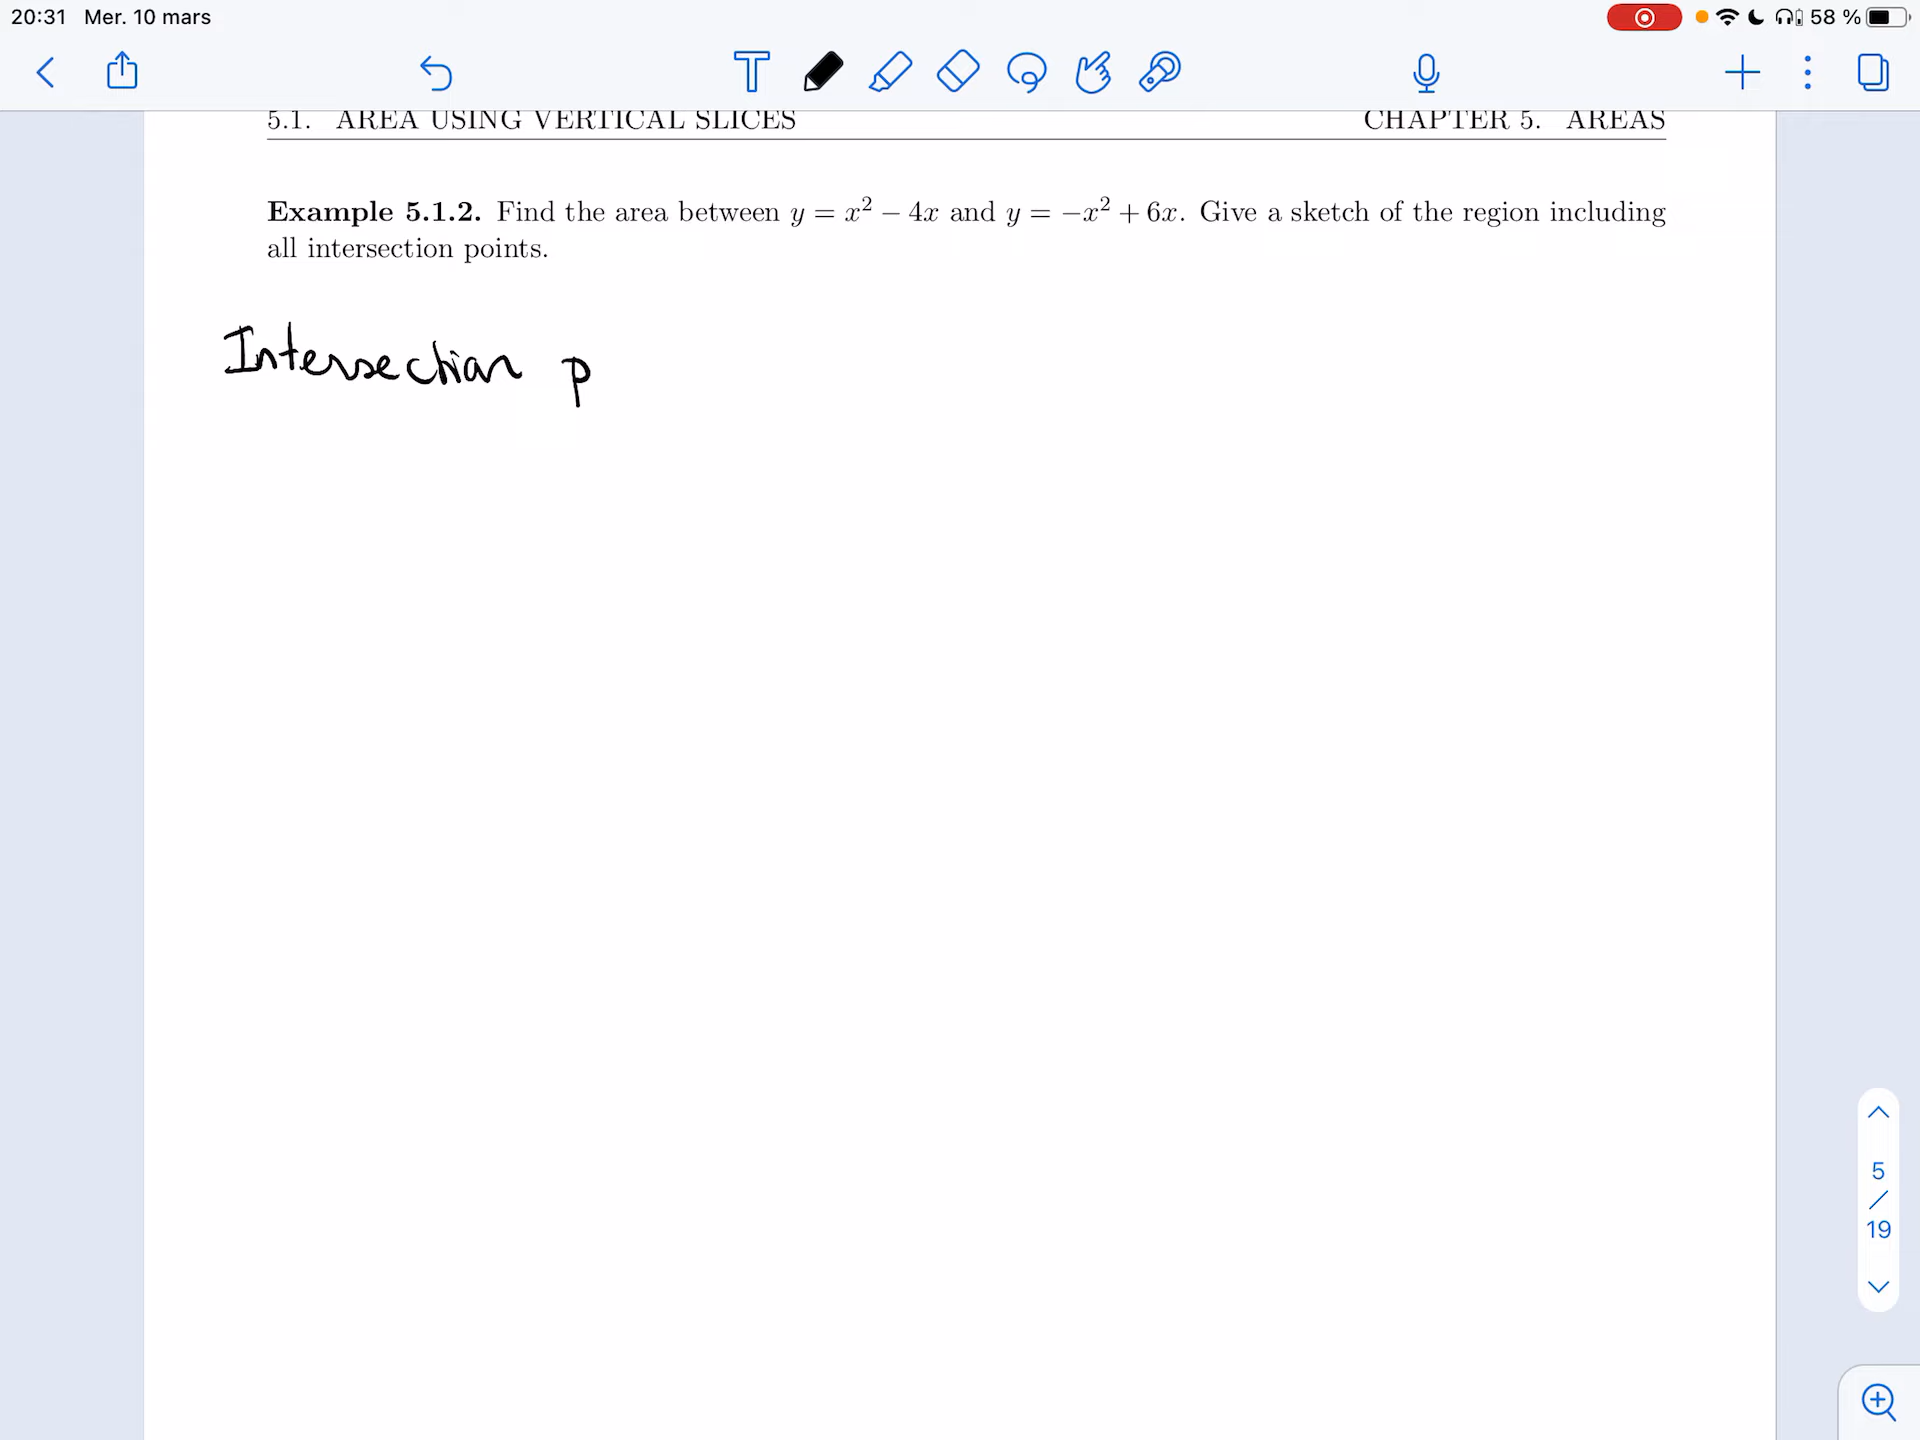 20:31 Mer. 10 mars 58 %
5.1. AREA USING VERTICAL SLICES CHAPTER 5. AREAS
Example 5.1.2. Find the area between y = x² − 4x and y = −x² + 6x. Give a sketch of the region including
all intersection points.
Intersection p
5
/
19